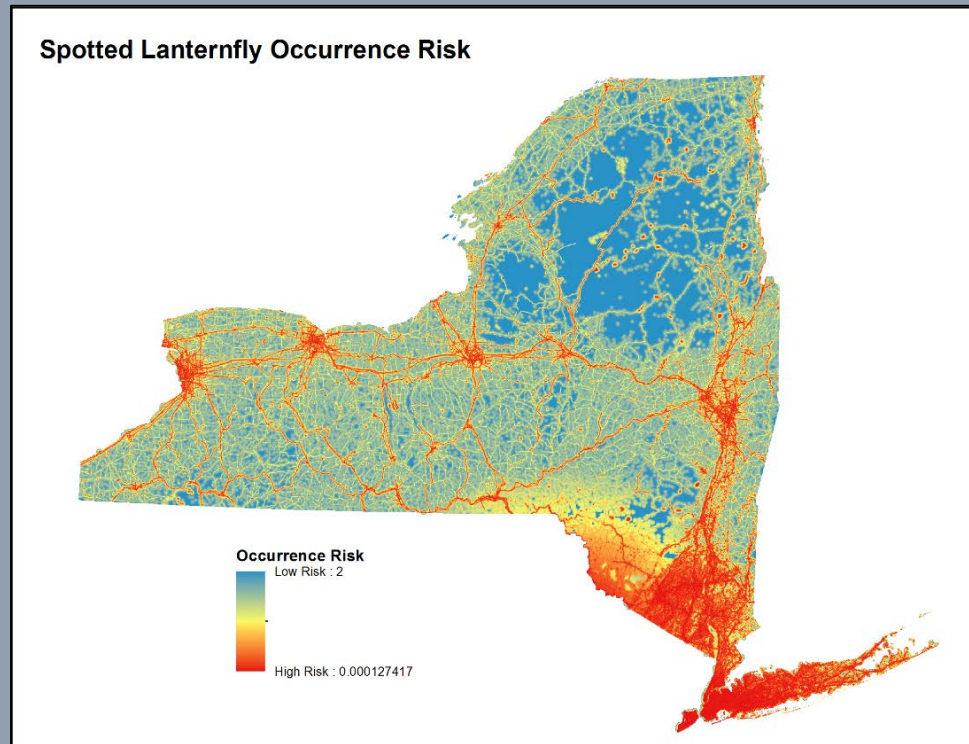 Spotted Lanternfly Occurrence Risk
Occurrence Risk
Low Risk : 2
High Risk : 0.000127417